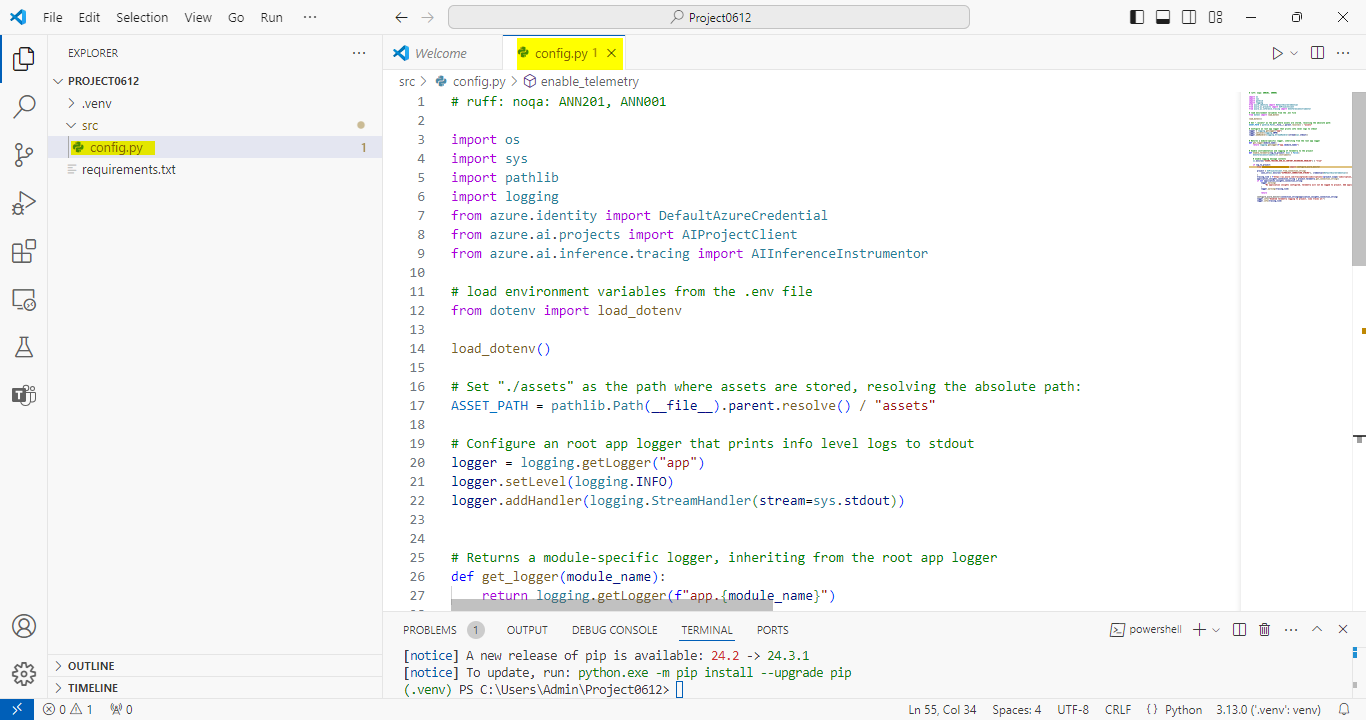 File Edit Selection View Go Run ··· Project0612
EXPLORER ···
PROJECT0612
.venv
src
config.py 1
requirements.txt
OUTLINE
TIMELINE
Welcome config.py 1
src > config.py > enable_telemetry
1 # ruff: noqa: ANN201, ANN001
2
3 import os
4 import sys
5 import pathlib
6 import logging
7 from azure.identity import DefaultAzureCredential
8 from azure.ai.projects import AIProjectClient
9 from azure.ai.inference.tracing import AIInferenceInstrumentor
10
11 # load environment variables from the .env file
12 from dotenv import load_dotenv
13
14 load_dotenv()
15
16 # Set "./assets" as the path where assets are stored, resolving the absolute path:
17 ASSET_PATH = pathlib.Path(__file__).parent.resolve() / "assets"
18
19 # Configure an root app logger that prints info level logs to stdout
20 logger = logging.getLogger("app")
21 logger.setLevel(logging.INFO)
22 logger.addHandler(logging.StreamHandler(stream=sys.stdout))
23
24
25 # Returns a module-specific logger, inheriting from the root app logger
26 def get_logger(module_name):
27 return logging.getLogger(f"app.{module_name}")
PROBLEMS 1 OUTPUT DEBUG CONSOLE TERMINAL PORTS powershell
[notice] A new release of pip is available: 24.2 -> 24.3.1
[notice] To update, run: python.exe -m pip install --upgrade pip
(.venv) PS C:\Users\Admin\Project0612>
0 1 0 Ln 55, Col 34 Spaces: 4 UTF-8 CRLF {} Python 3.13.0 ('.venv': venv)